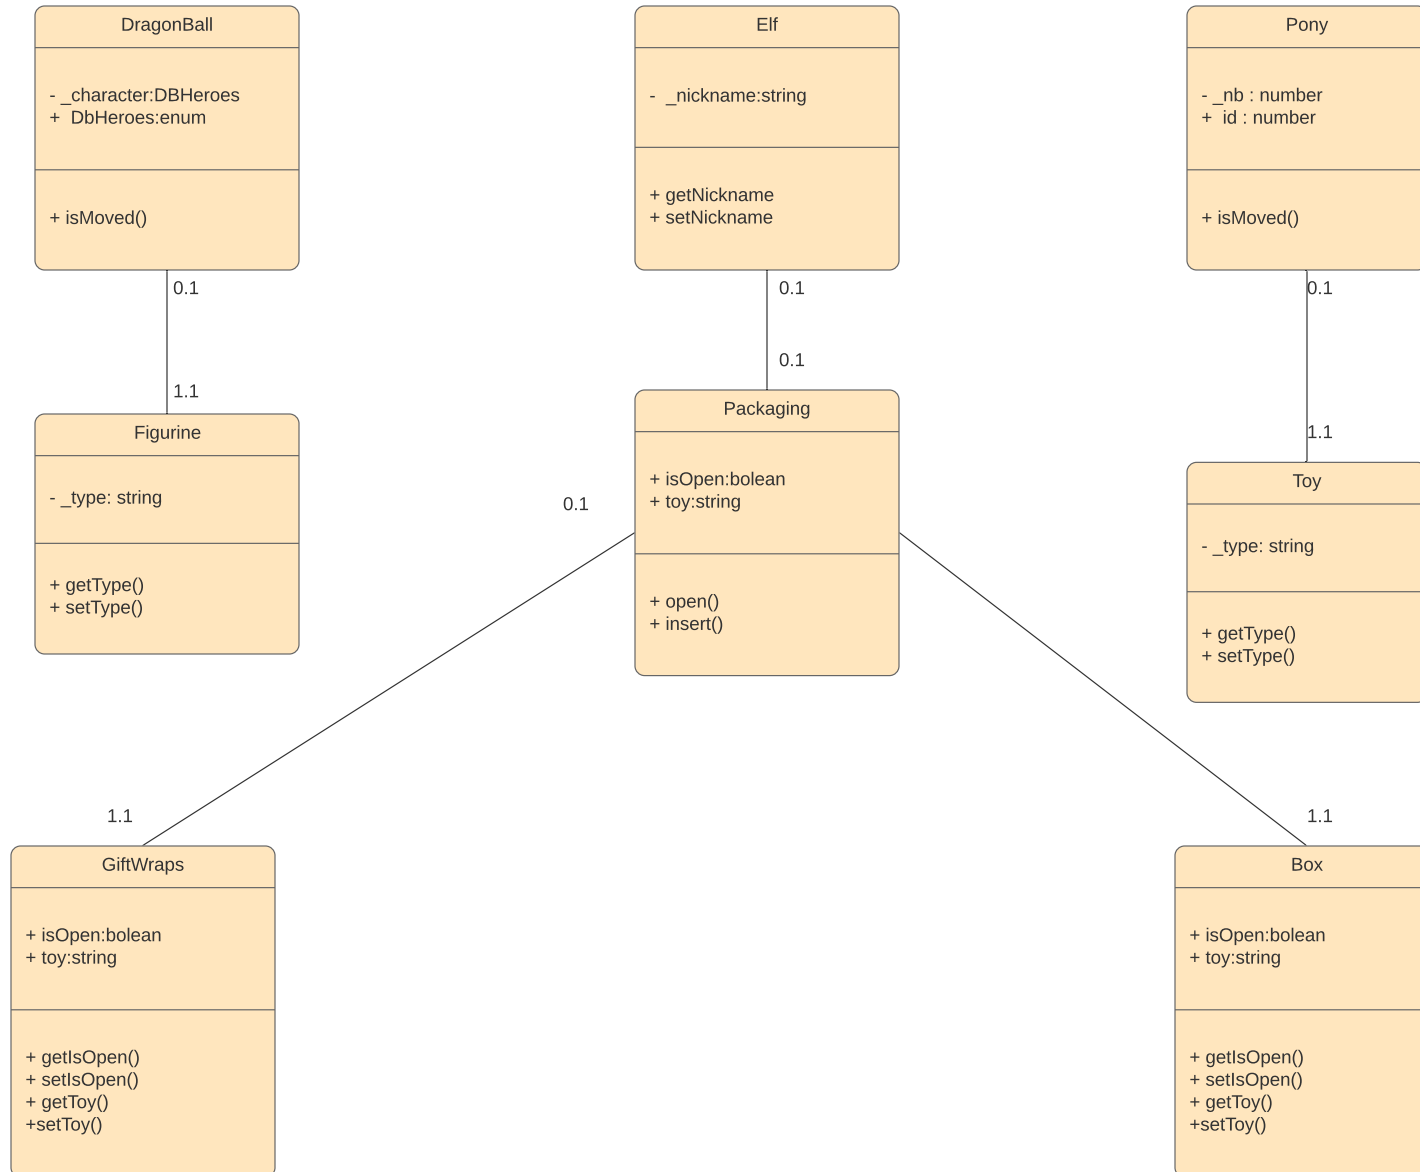 DragonBall
- _character:DBHeroes
+  DbHeroes:enum
+ isMoved()
Elf
-  _nickname:string
+ getNickname
+ setNickname
Pony
- _nb : number
+  id : number
+ isMoved()
0.1
0.1
0.1
0.1
1.1
1.1
Figurine
- _type: string
+ getType()
+ setType()
Packaging
+ isOpen:bolean
+ toy:string
+ open()
+ insert()
Toy
- _type: string
+ getType()
+ setType()
0.1
1.1
1.1
GiftWraps
+ isOpen:bolean
+ toy:string
+ getIsOpen()
+ setIsOpen()
+ getToy()
+setToy()
Box
+ isOpen:bolean
+ toy:string
+ getIsOpen()
+ setIsOpen()
+ getToy()
+setToy()